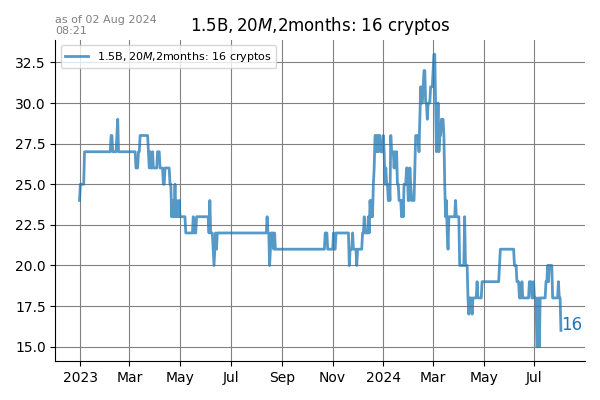 as of 02 Aug 2024
08:21
1.5B, 20M,2months: 16 cryptos
1.5B, 20M,2months: 16 cryptos
32.5
30.0
27.5
25.0
22.5
20.0
17.5
15.0
16
2023 Mar May Jul Sep Nov 2024 Mar May Jul